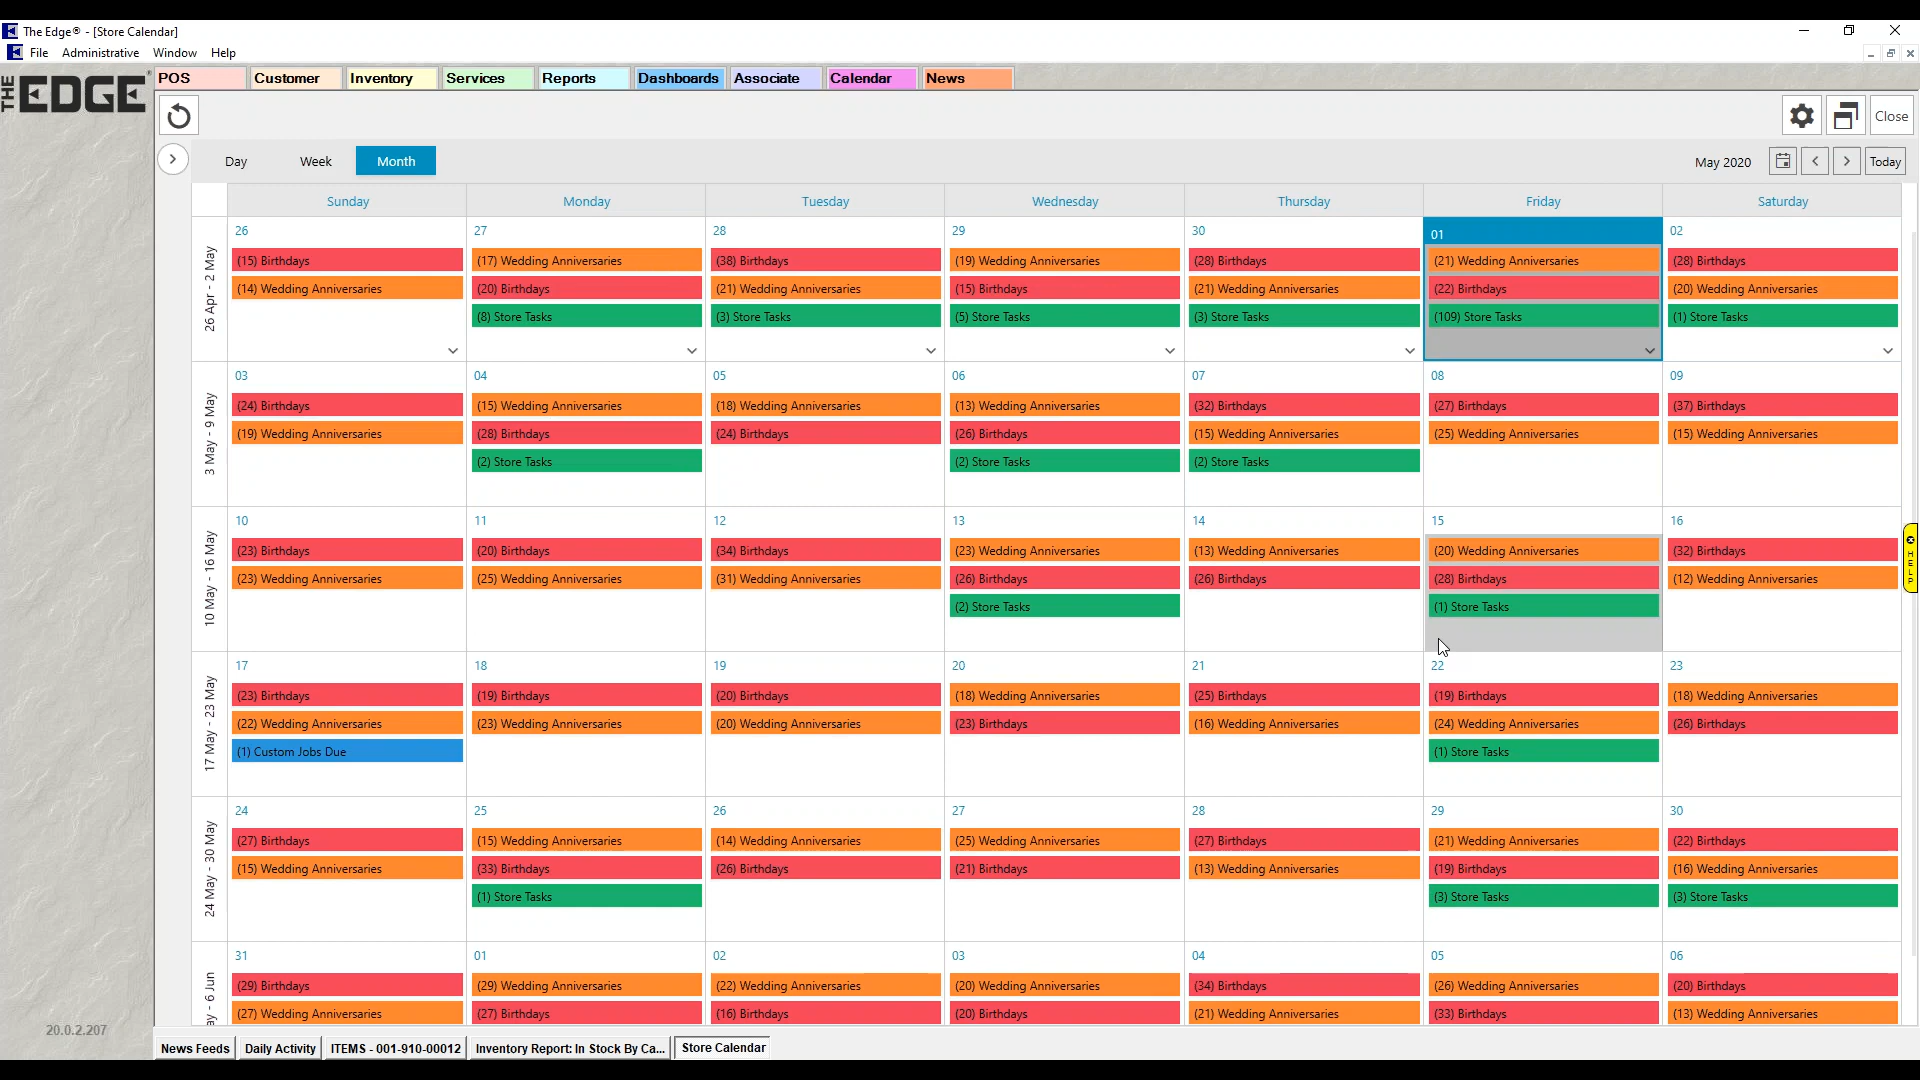 The Edge® - [Store Calendar]
File Administrative Window Help
THE EDGE®
POS Customer Inventory Services Reports Dashboards Associate Calendar News
Close
Day Week Month May 2020 Today
Sunday Monday Tuesday Wednesday Thursday Friday Saturday
26 Apr - 2 May
26 27 28 29 30 01 02
(15) Birthdays (17) Wedding Anniversaries (38) Birthdays (19) Wedding Anniversaries (28) Birthdays (21) Wedding Anniversaries (28) Birthdays
(14) Wedding Anniversaries (20) Birthdays (21) Wedding Anniversaries (15) Birthdays (21) Wedding Anniversaries (22) Birthdays (20) Wedding Anniversaries
(8) Store Tasks (3) Store Tasks (5) Store Tasks (3) Store Tasks (109) Store Tasks (1) Store Tasks
3 May - 9 May
03 04 05 06 07 08 09
(24) Birthdays (15) Wedding Anniversaries (18) Wedding Anniversaries (13) Wedding Anniversaries (32) Birthdays (27) Birthdays (37) Birthdays
(19) Wedding Anniversaries (28) Birthdays (24) Birthdays (26) Birthdays (15) Wedding Anniversaries (25) Wedding Anniversaries (15) Wedding Anniversaries
(2) Store Tasks (2) Store Tasks (2) Store Tasks
10 May - 16 May
10 11 12 13 14 15 16
(23) Birthdays (20) Birthdays (34) Birthdays (23) Wedding Anniversaries (13) Wedding Anniversaries (20) Wedding Anniversaries (32) Birthdays
(23) Wedding Anniversaries (25) Wedding Anniversaries (31) Wedding Anniversaries (26) Birthdays (26) Birthdays (28) Birthdays (12) Wedding Anniversaries
(2) Store Tasks (1) Store Tasks
HELP
17 May - 23 May
17 18 19 20 21 22 23
(23) Birthdays (19) Birthdays (20) Birthdays (18) Wedding Anniversaries (25) Birthdays (19) Birthdays (18) Wedding Anniversaries
(22) Wedding Anniversaries (23) Wedding Anniversaries (20) Wedding Anniversaries (23) Birthdays (16) Wedding Anniversaries (24) Wedding Anniversaries (26) Birthdays
(1) Custom Jobs Due (1) Store Tasks
24 May - 30 May
24 25 26 27 28 29 30
(27) Birthdays (15) Wedding Anniversaries (14) Wedding Anniversaries (25) Wedding Anniversaries (27) Birthdays (21) Wedding Anniversaries (22) Birthdays
(15) Wedding Anniversaries (33) Birthdays (26) Birthdays (21) Birthdays (13) Wedding Anniversaries (19) Birthdays (16) Wedding Anniversaries
(1) Store Tasks (3) Store Tasks (3) Store Tasks
ay - 6 Jun
31 01 02 03 04 05 06
(29) Birthdays (29) Wedding Anniversaries (22) Wedding Anniversaries (20) Wedding Anniversaries (34) Birthdays (26) Wedding Anniversaries (20) Birthdays
(27) Wedding Anniversaries (27) Birthdays (16) Birthdays (20) Birthdays (21) Wedding Anniversaries (33) Birthdays (13) Wedding Anniversaries
20.0.2.207
News Feeds Daily Activity ITEMS - 001-910-00012 Inventory Report: In Stock By Ca... Store Calendar